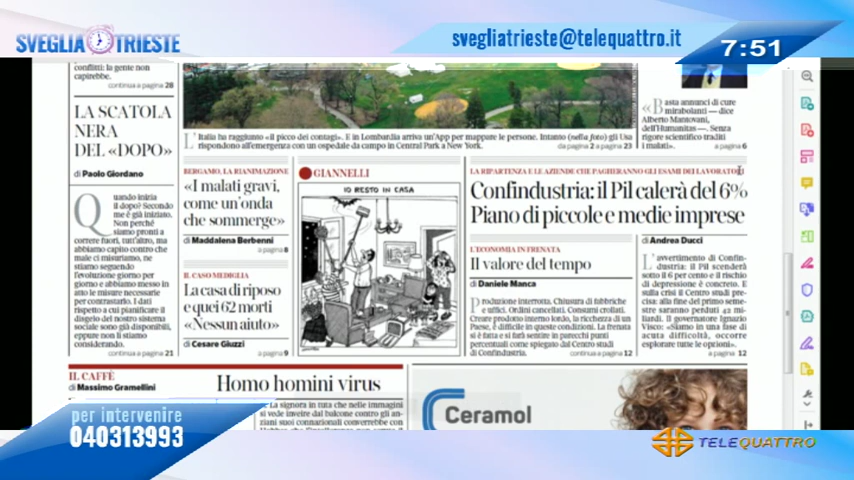 SVEGLIA TRIESTE
svegliatrieste@telequattro.it
7:51
conflitti: la gente non
capirebbe.
continua a pagina 28
LA SCATOLA
NERA
DEL «DOPO»
di Paolo Giordano
Quando inizia
il dopo? Secondo
me è già iniziato.
Non perché
siamo pronti a
correre fuori, tutt'altro, ma
abbiamo capito contro che
male ci misuriamo, ne
stiamo seguendo
l'evoluzione giorno per
giorno e abbiamo messo in
atto le misure necessarie
per contrastarlo. I dati
rispetto a cui pianificare il
disgelo del nostro sistema
sociale sono già disponibili,
eppure non li stiamo
considerando.
continua a pagina 21
L'Italia ha raggiunto «il picco dei contagi». E in Lombardia arriva un'App per mappare le persone. Intanto (nella foto) gli Usa
rispondono all'emergenza con un ospedale da campo in Central Park a New York.
da pagina 2 a pagina 23
«Basta annunci di cure
mirabolanti — dice
Alberto Mantovani,
dell'Humanitas —. Senza
rigore scientifico traditi
i malati».
a pagina 6
BERGAMO, LA RIANIMAZIONE
«I malati gravi,
come un'onda
che sommerge»
di Maddalena Berbenni
a pagina 8
IL CASO MEDIGLIA
La casa di riposo
e quei 62 morti
«Nessun aiuto»
di Cesare Giuzzi
a pagina 9
GIANNELLI
IO RESTO IN CASA
LA RIPARTENZA E LE AZIENDE CHE PAGHERANNO GLI ESAMI DEI LAVORATORI
Confindustria: il Pil calerà del 6%
Piano di piccole e medie imprese
L'ECONOMIA IN FRENATA
Il valore del tempo
di Daniele Manca
Produzione interrotta. Chiusura di fabbriche
e uffici. Ordini cancellati. Consumi crollati.
Creare prodotto interno lordo, la ricchezza di un
Paese, è difficile in queste condizioni. La frenata
si è fatta e si farà sentire in parecchi punti
percentuali come spiegato dal Centro studi
di Confindustria.
continua a pagina 12
di Andrea Ducci
L'avvertimento di Confin-
dustria: il Pil scenderà
sotto il 6 per cento e il rischio
di depressione è concreto. E
sulla crisi il Centro studi pre-
cisa: alla fine del primo seme-
stre saranno perduti 42 mi-
liardi. Il governatore Ignazio
Visco: «Siamo in una fase di
acuta difficoltà, occorre
esplorare tutte le opzioni».
a pagina 12
IL CAFFÈ
di Massimo Gramellini
Homo homini virus
La signora in tuta che nelle immagini
si vede inveire dal balcone contro gli an-
ziani suoi connazionali converrebbe con
Ceramol
per intervenire
040313993
TELEQUATTRO